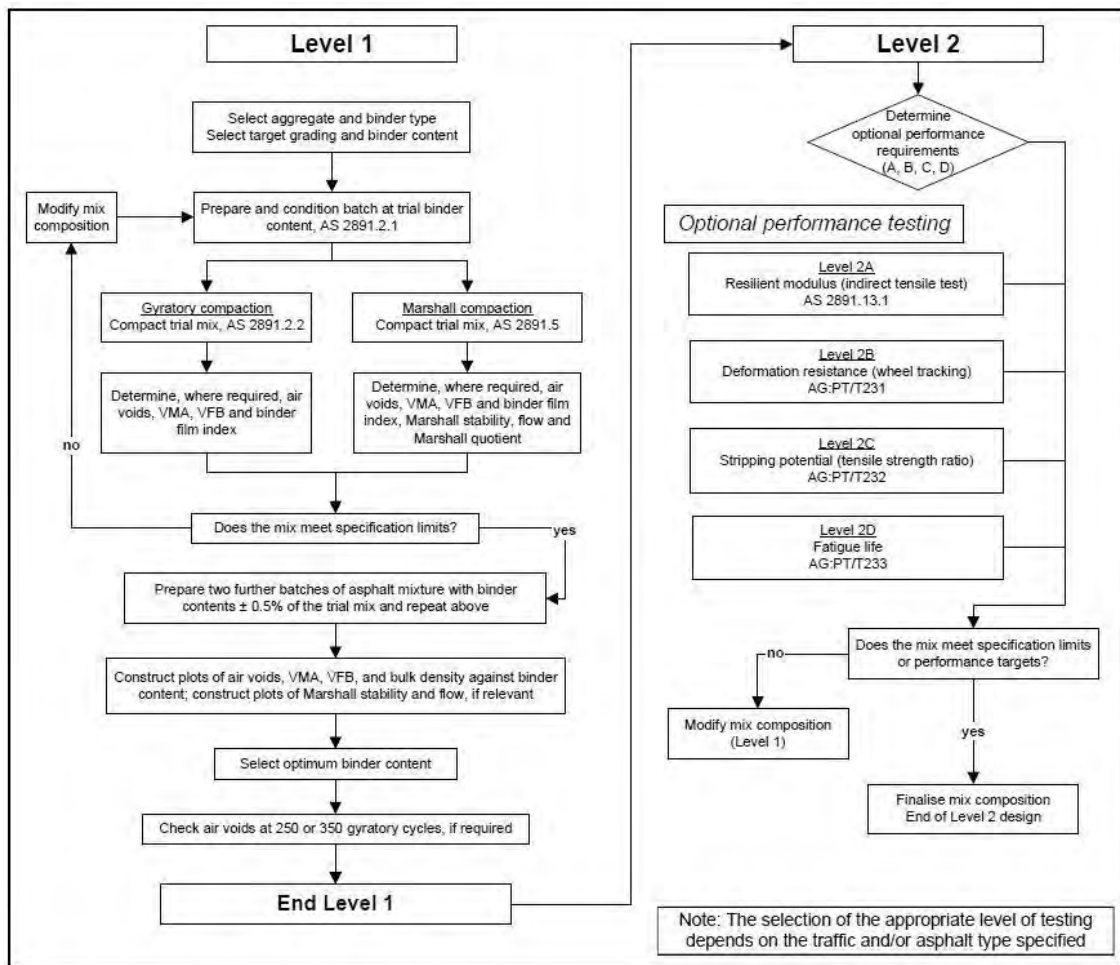 Level 1
Select aggregate and binder type
Select target grading and binder content
Modify mix
composition
Prepare and condition batch at trial binder
content, AS 2891.2.1
Gyratory compaction
Compact trial mix, AS 2891.2.2
Marshall compaction
Compact trial mix, AS 2891.5
Determine, where required, air
voids, VMA, VFB and binder
film index
Determine, where required, air
voids, VMA, VFB and binder film
index, Marshall stability, flow and
Marshall quotient
no
Does the mix meet specification limits?
yes
Prepare two further batches of asphalt mixture with binder
contents ± 0.5% of the trial mix and repeat above
Construct plots of air voids, VMA, VFB, and bulk density against binder
content; construct plots of Marshall stability and flow, if relevant
Select optimum binder content
Check air voids at 250 or 350 gyratory cycles, if required
End Level 1
Level 2
Determine
optional performance
requirements
(A, B, C, D)
Optional performance testing
Level 2A
Resilient modulus (indirect tensile test)
AS 2891.13.1
Level 2B
Deformation resistance (wheel tracking)
AG:PT/T231
Level 2C
Stripping potential (tensile strength ratio)
AG:PT/T232
Level 2D
Fatigue life
AG:PT/T233
Does the mix meet specification limits
or performance targets?
no
Modify mix composition
(Level 1)
yes
Finalise mix composition
End of Level 2 design
Note: The selection of the appropriate level of testing
depends on the traffic and/or asphalt type specified